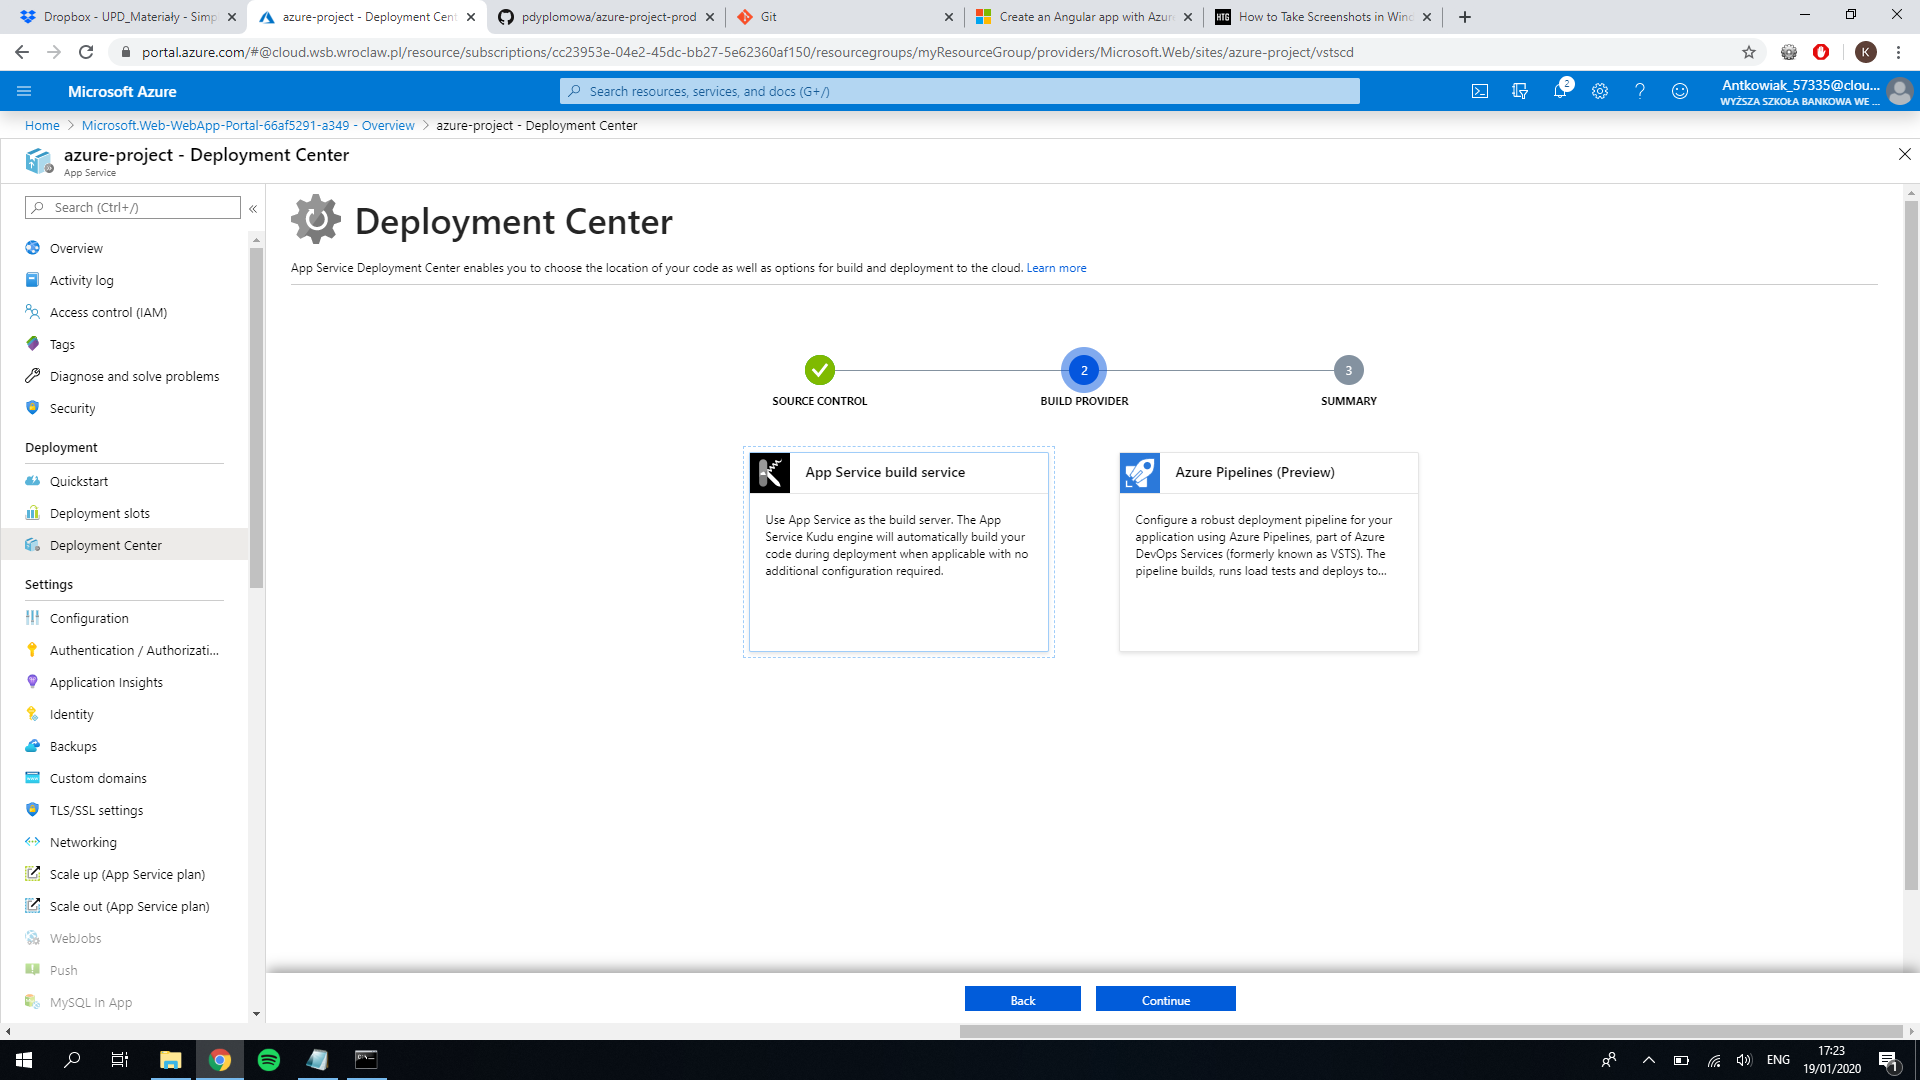 Dropbox - UPD_Materiały - Simpl
azure-project - Deployment Cent
pdyplomowa/azure-project-prod
Git
Create an Angular app with Azur
How to Take Screenshots in Wind
portal.azure.com/#@cloud.wsb.wroclaw.pl/resource/subscriptions/cc23953e-04e2-45dc-bb27-5e62360af150/resourcegroups/myResourceGroup/providers/Microsoft.Web/sites/azure-project/vstscd
K
Microsoft Azure
Search resources, services, and docs (G+/)
2
Antkowiak_57335@clou...
WYŻSZA SZKOŁA BANKOWA WE ...
Home > Microsoft.Web-WebApp-Portal-66af5291-a349 - Overview > azure-project - Deployment Center
azure-project - Deployment Center
App Service
Search (Ctrl+/)
Overview
Activity log
Access control (IAM)
Tags
Diagnose and solve problems
Security
Deployment
Quickstart
Deployment slots
Deployment Center
Settings
Configuration
Authentication / Authorizati...
Application Insights
Identity
Backups
Custom domains
TLS/SSL settings
Networking
Scale up (App Service plan)
Scale out (App Service plan)
WebJobs
Push
MySQL In App
Deployment Center
App Service Deployment Center enables you to choose the location of your code as well as options for build and deployment to the cloud. Learn more
2
3
SOURCE CONTROL
BUILD PROVIDER
SUMMARY
App Service build service
Use App Service as the build server. The App
Service Kudu engine will automatically build your
code during deployment when applicable with no
additional configuration required.
Azure Pipelines (Preview)
Configure a robust deployment pipeline for your
application using Azure Pipelines, part of Azure
DevOps Services (formerly known as VSTS). The
pipeline builds, runs load tests and deploys to...
Back
Continue
ENG
17:23
19/01/2020
1